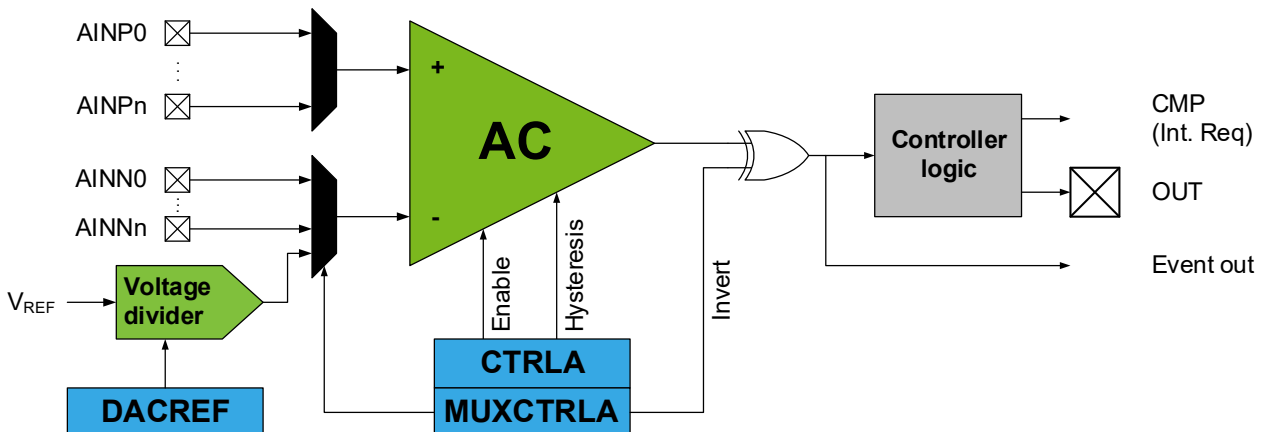 AINP0
⋮
AINPn
AINN0
⋮
AINNn
VREF
Voltage
divider
DACREF
+
AC
-
Enable
Hysteresis
Invert
CTRLA
MUXCTRLA
Controller
logic
CMP
(Int. Req)
OUT
Event out